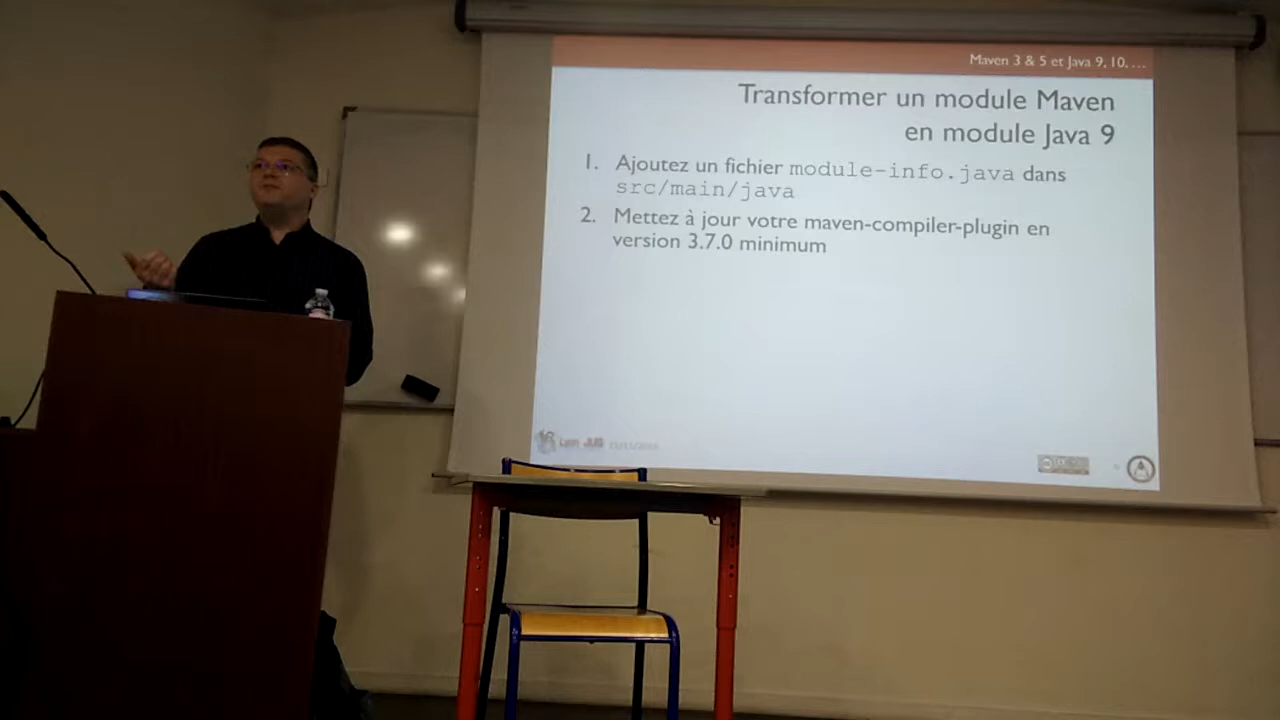 Maven 3 & 5 et Java 9, 10, ...
Transformer un module Maven
en module Java 9
1. Ajoutez un fichier module-info.java dans
src/main/java
2. Mettez à jour votre maven-compiler-plugin en
version 3.7.0 minimum
Lyon JUG